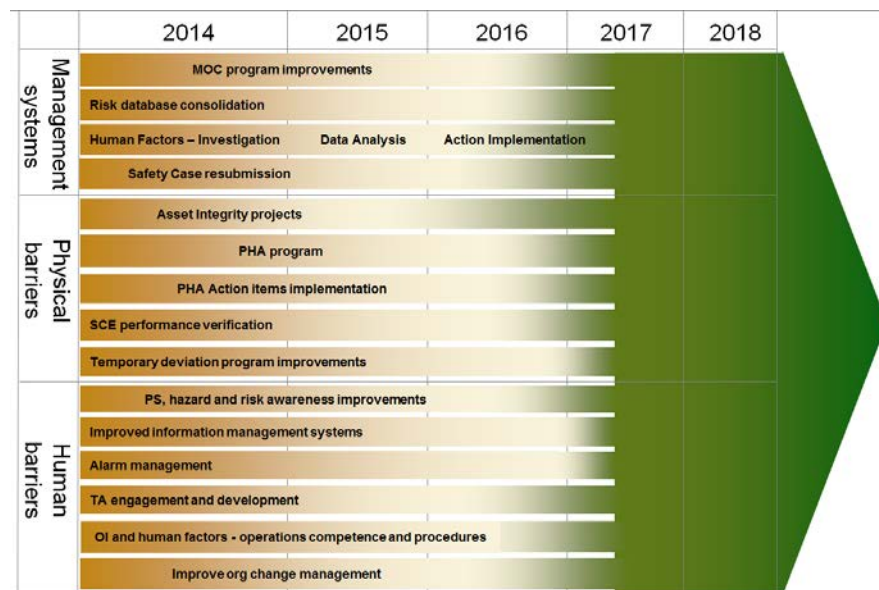 2014 2015 2016 2017 2018
Management
systems
MOC program improvements
Risk database consolidation
Human Factors – Investigation Data Analysis Action Implementation
Safety Case resubmission
Physical
barriers
Asset Integrity projects
PHA program
PHA Action items implementation
SCE performance verification
Temporary deviation program improvements
Human
barriers
PS, hazard and risk awareness improvements
Improved information management systems
Alarm management
TA engagement and development
OI and human factors - operations competence and procedures
Improve org change management